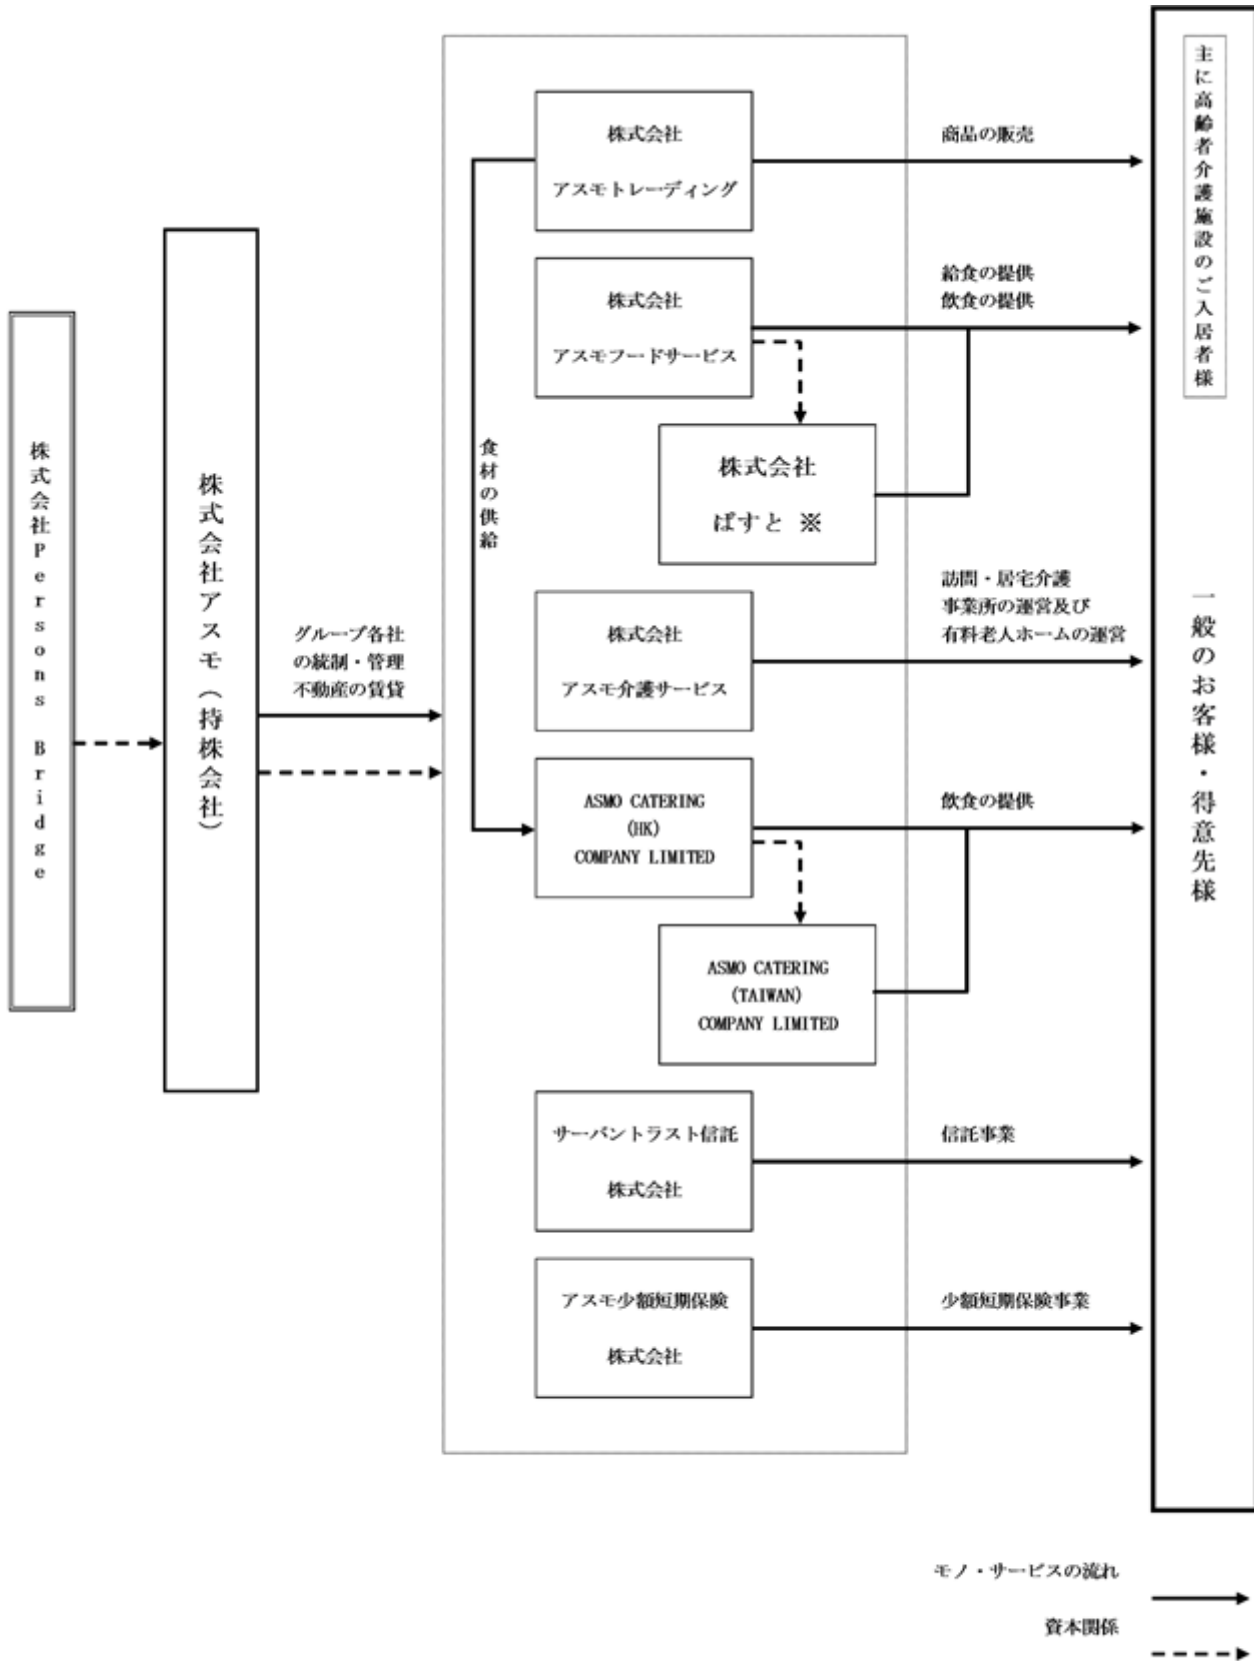 株式会社Persons Bridge
株式会社アスモ（持株会社）
グループ各社
の統制・管理
不動産の賃貸
食材の供給
株式会社
アスモトレーディング
商品の販売
株式会社
アスモフードサービス
給食の提供
飲食の提供
株式会社
ぱすと ※
株式会社
アスモ介護サービス
訪問・居宅介護
事業所の運営及び
有料老人ホームの運営
ASMO CATERING
(HK)
COMPANY LIMITED
飲食の提供
ASMO CATERING
(TAIWAN)
COMPANY LIMITED
サーバントラスト信託
株式会社
信託事業
アスモ少額短期保険
株式会社
少額短期保険事業
主に高齢者介護施設のご入居者様
一般のお客様・得意先様
モノ・サービスの流れ
資本関係